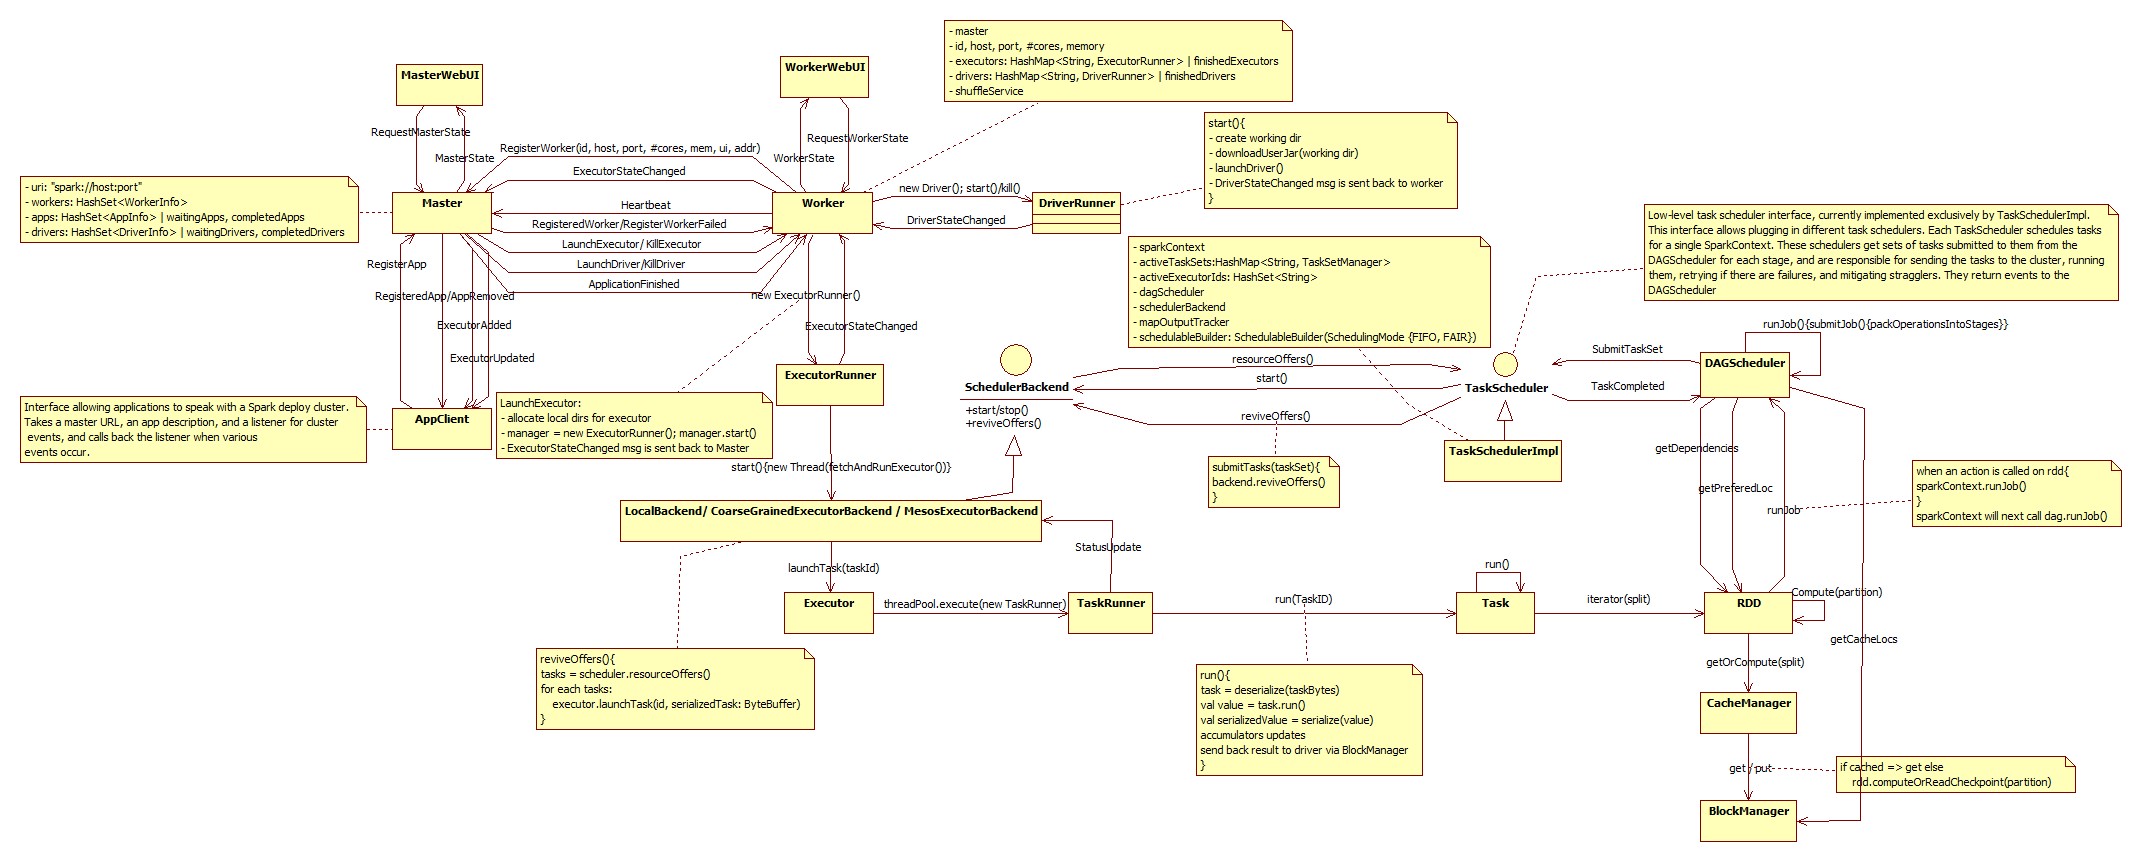 - master
- id, host, port, #cores, memory
- executors: HashMap<String, ExecutorRunner> | finishedExecutors
- drivers: HashMap<String, DriverRunner> | finishedDrivers
- shuffleService
MasterWebUI
WorkerWebUI
RequestMasterState
MasterState
RequestWorkerState
WorkerState
start(){
- create working dir
- downloadUserJar(working dir)
- launchDriver()
- DriverStateChanged msg is sent back to worker
}
- uri: "spark://host:port"
- workers: HashSet<WorkerInfo>
- apps: HashSet<AppInfo> | waitingApps, completedApps
- drivers: HashSet<DriverInfo> | waitingDrivers, completedDrivers
Master
RegisterWorker(id, host, port, #cores, mem, ui, addr)
ExecutorStateChanged
Heartbeat
RegisteredWorker/RegisterWorkerFailed
LaunchExecutor/ KillExecutor
LaunchDriver/KillDriver
ApplicationFinished
Worker
new Driver(); start()/kill()
DriverStateChanged
DriverRunner
RegisterApp
RegisteredApp/AppRemoved
ExecutorAdded
ExecutorUpdated
new ExecutorRunner()
ExecutorStateChanged
- sparkContext
- activeTaskSets:HashMap<String, TaskSetManager>
- activeExecutorIds: HashSet<String>
- dagScheduler
- schedulerBackend
- mapOutputTracker
- schedulableBuilder: SchedulableBuilder(SchedulingMode {FIFO, FAIR})
Low-level task scheduler interface, currently implemented exclusively by TaskSchedulerImpl.
This interface allows plugging in different task schedulers. Each TaskScheduler schedules tasks
for a single SparkContext. These schedulers get sets of tasks submitted to them from the
DAGScheduler for each stage, and are responsible for sending the tasks to the cluster, running
them, retrying if there are failures, and mitigating stragglers. They return events to the
DAGScheduler
Interface allowing applications to speak with a Spark deploy cluster.
Takes a master URL, an app description, and a listener for cluster
events, and calls back the listener when various
events occur.
AppClient
LaunchExecutor:
- allocate local dirs for executor
- manager = new ExecutorRunner(); manager.start()
- ExecutorStateChanged msg is sent back to Master
ExecutorRunner
SchedulerBackend
+start/stop()
+reviveOffers()
resourceOffers()
start()
reviveOffers()
TaskScheduler
SubmitTaskSet
TaskCompleted
DAGScheduler
runJob(){submitJob(){packOperationsIntoStages}}
TaskSchedulerImpl
submitTasks(taskSet){
backend.reviveOffers()
}
getDependencies
getPreferedLoc
runJob
when an action is called on rdd{
sparkContext.runJob()
}
sparkContext will next call dag.runJob()
start(){new Thread(fetchAndRunExecutor())}
LocalBackend/ CoarseGrainedExecutorBackend / MesosExecutorBackend
launchTask(taskId)
StatusUpdate
Executor
threadPool.execute(new TaskRunner)
TaskRunner
run(TaskID)
run()
Task
iterator(split)
RDD
Compute(partition)
getCacheLocs
getOrCompute(split)
reviveOffers(){
tasks = scheduler.resourceOffers()
for each tasks:
executor.launchTask(id, serializedTask: ByteBuffer)
}
run(){
task = deserialize(taskBytes)
val value = task.run()
val serializedValue = serialize(value)
accumulators updates
send back result to driver via BlockManager
}
CacheManager
get / put
if cached => get else
rdd.computeOrReadCheckpoint(partition)
BlockManager